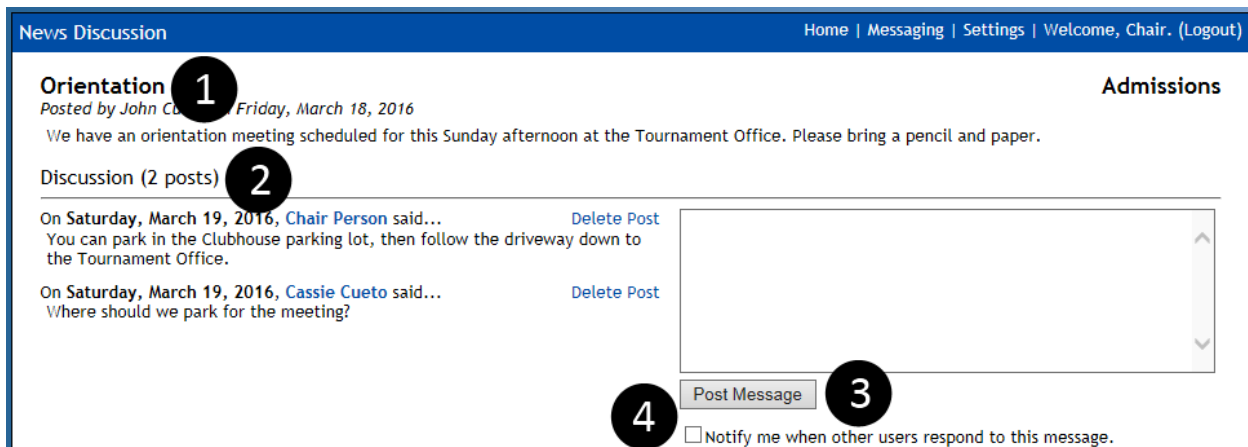 News Discussion
Home | Messaging | Settings | Welcome, Chair. (Logout)
Orientation 1
Admissions
Posted by John Friday, March 18, 2016
We have an orientation meeting scheduled for this Sunday afternoon at the Tournament Office. Please bring a pencil and paper.
Discussion (2 posts) 2
On Saturday, March 19, 2016, Chair Person said... Delete Post
You can park in the Clubhouse parking lot, then follow the driveway down to
the Tournament Office.
On Saturday, March 19, 2016, Cassie Cueto said... Delete Post
Where should we park for the meeting?
Post Message 3
4
Notify me when other users respond to this message.